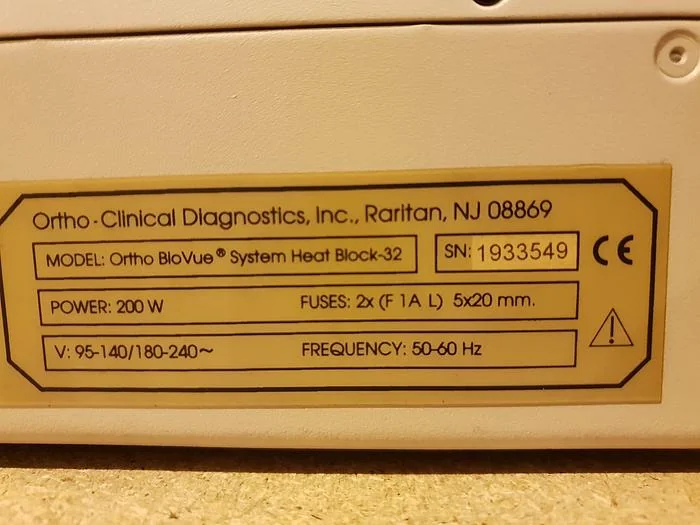 Ortho-Clinical Diagnostics, Inc., Raritan, NJ 08869
MODEL: Ortho BioVue® System Heat Block-32
SN: 1933549
CE
POWER: 200 W FUSES: 2x (F 1A L) 5x20 mm.
V: 95-140/180-240~ FREQUENCY: 50-60 Hz